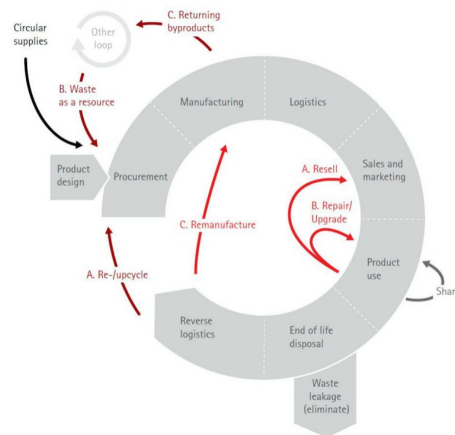 Circular
supplies
Other
loop
C. Returning
byproducts
B. Waste
as a resource
Manufacturing
Logistics
Product
design
Procurement
A. Resell
Sales and
marketing
B. Repair/
Upgrade
C. Remanufacture
Product
use
A. Re-/upcycle
Shar
Reverse
logistics
End of life
disposal
Waste
leakage
(eliminate)